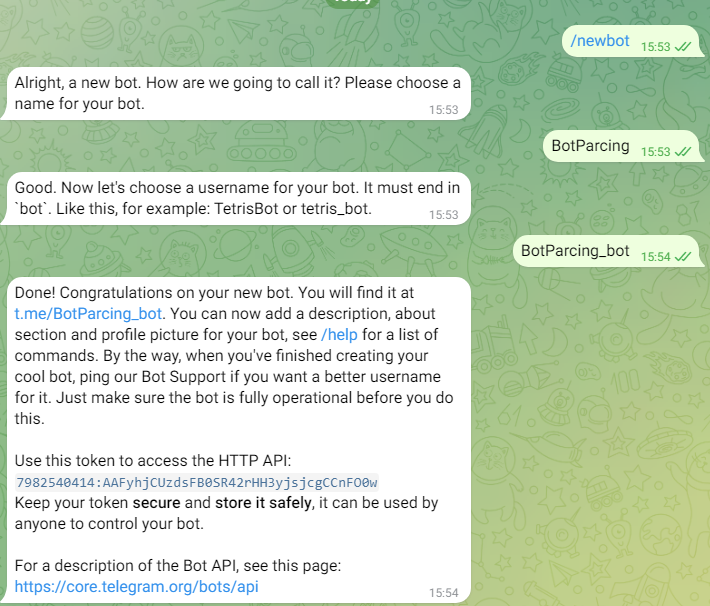 Today
/newbot 15:53
Alright, a new bot. How are we going to call it? Please choose a
name for your bot.
15:53
BotParcing 15:53
Good. Now let's choose a username for your bot. It must end in
`bot`. Like this, for example: TetrisBot or tetris_bot.
15:53
BotParcing_bot 15:54
Done! Congratulations on your new bot. You will find it at
t.me/BotParcing_bot. You can now add a description, about
section and profile picture for your bot, see /help for a list of
commands. By the way, when you've finished creating your
cool bot, ping our Bot Support if you want a better username
for it. Just make sure the bot is fully operational before you do
this.
Use this token to access the HTTP API:
7982540414:AAFyhjCUzdsFB0SR42rHH3yjsjcgCCnFO0w
Keep your token secure and store it safely, it can be used by
anyone to control your bot.
For a description of the Bot API, see this page:
https://core.telegram.org/bots/api
15:54